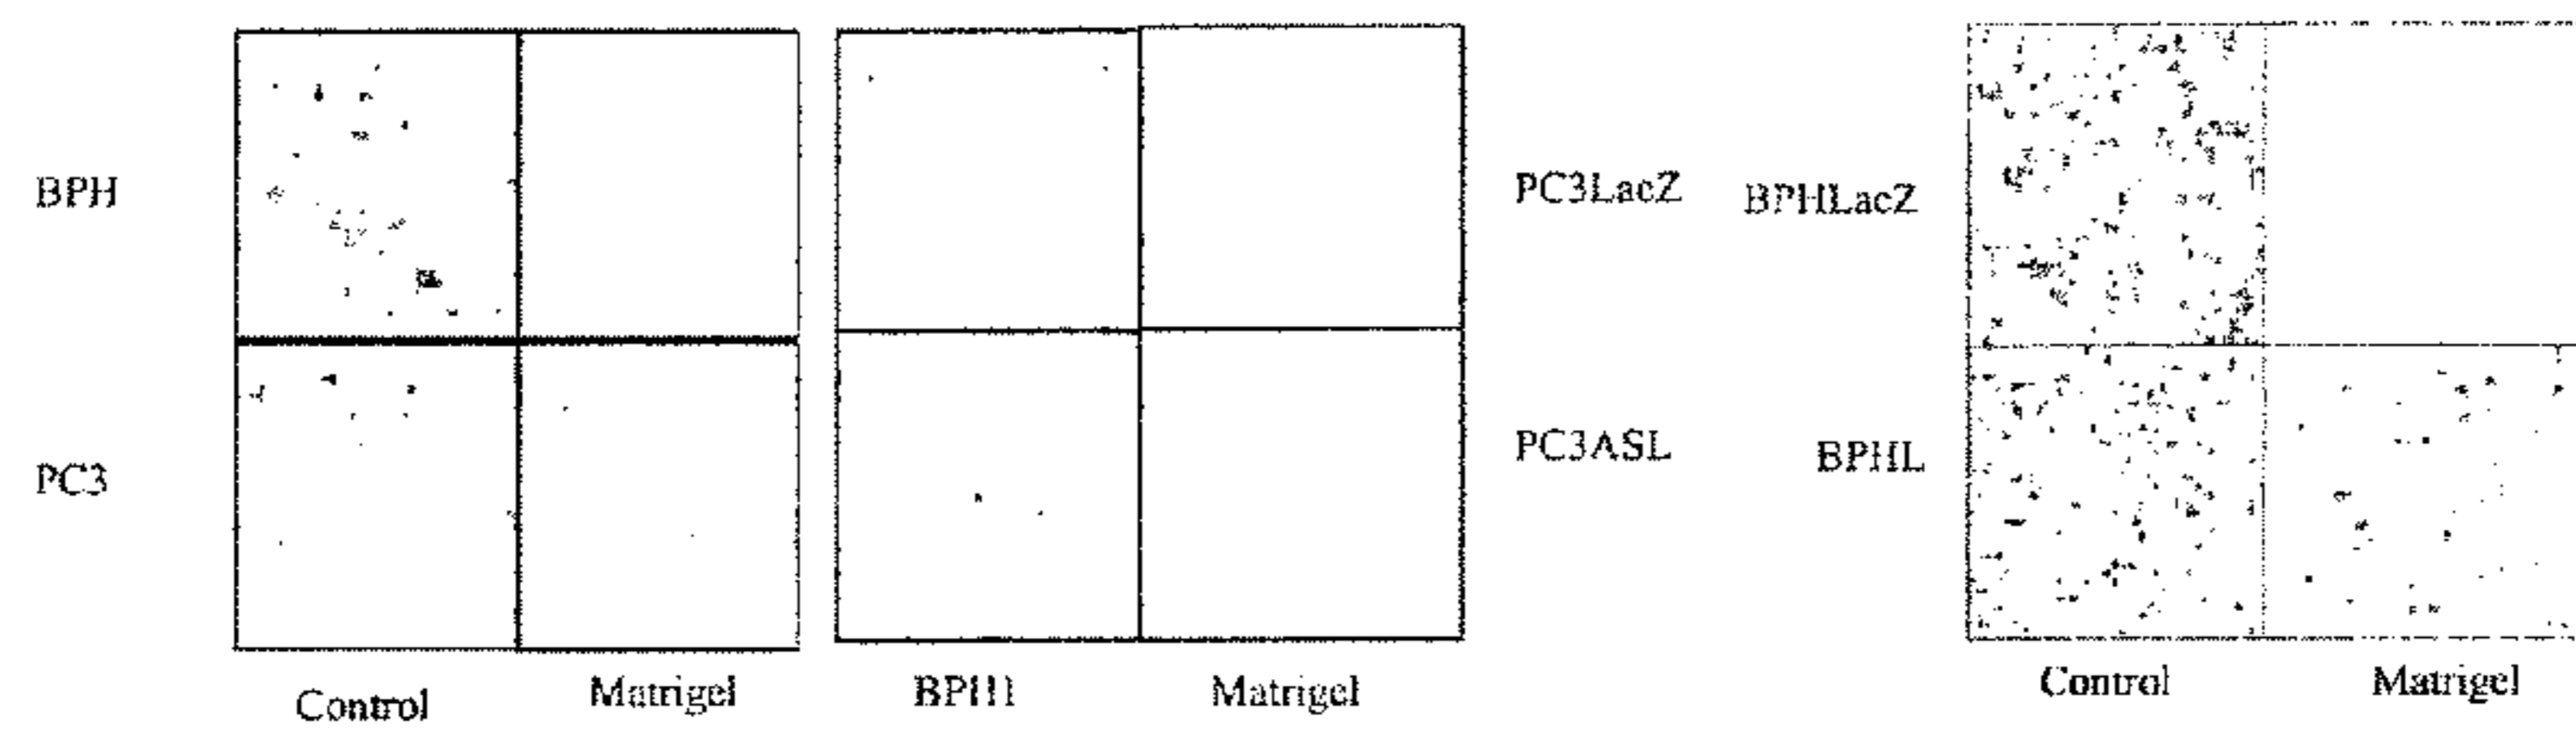 BPH
PC3
Control Matrigel
BPH1 Matrigel
PC3LacZ
PC3ASL
BPHLacZ
BPHL
Control Matrigel